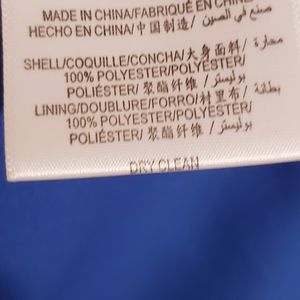 MADE IN CHINA/FABRIQUÉ EN CHINE/
HECHO EN CHINA/中国制造/ صنع في الصين
SHELL/COQUILLE/CONCHA/大身面料/ محارة/
100% POLYESTER/POLYESTER/
POLIÉSTER/聚酯纤维/ بوليستر
LINING/DOUBLURE/FORRO/衬里布/ بطانة/
100% POLYESTER/POLYESTER/
POLIÉSTER/ 聚酯纤维/ بوليستر
DRY CLEAN